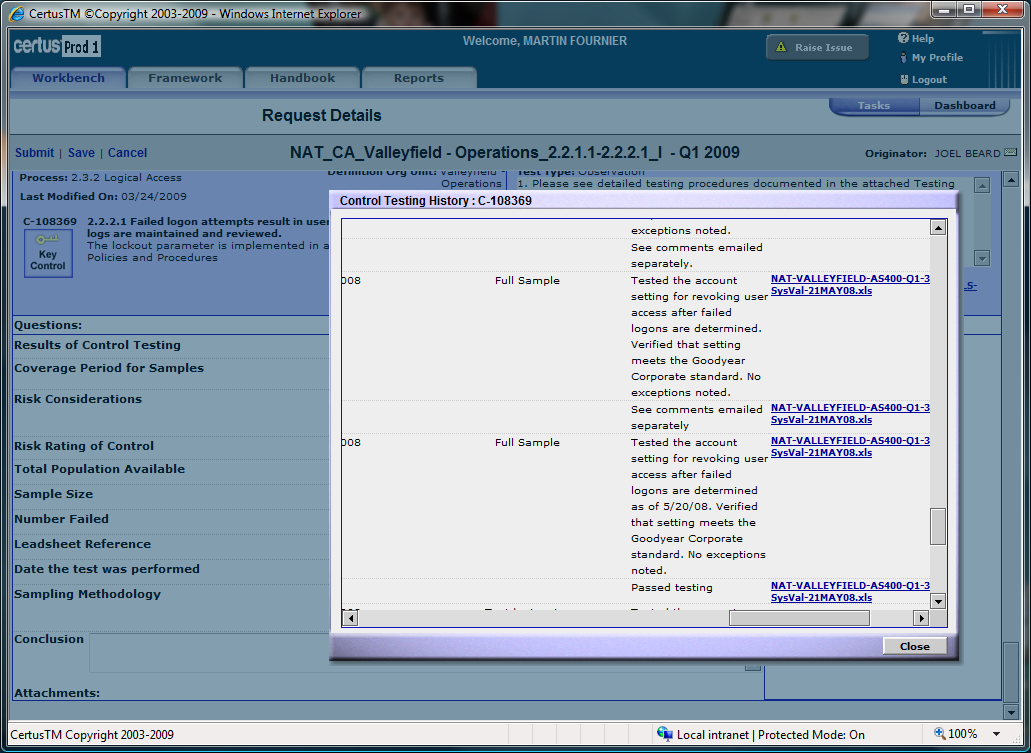 CertusTM ©Copyright 2003-2009 - Windows Internet Explorer
certus Prod 1
Welcome, MARTIN FOURNIER
Raise Issue
Help
My Profile
Logout
Workbench
Framework
Handbook
Reports
Request Details
Tasks
Dashboard
Submit | Save | Cancel
NAT_CA_Valleyfield - Operations_2.2.1.1-2.2.2.1_I - Q1 2009
Originator: JOEL BEARD
Process: 2.3.2 Logical Access
Definition Org Unit: Valleyfield -
Operations
Test Type: Observation
1. Please see detailed testing procedures documented in the attached Testing
Last Modified On: 03/24/2009
C-108369
2.2.2.1 Failed logon attempts result in user
logs are maintained and reviewed.
The lockout parameter is implemented in a
Policies and Procedures
Key
Control
LS-
Questions:
Results of Control Testing
Coverage Period for Samples
Risk Considerations
Risk Rating of Control
Total Population Available
Sample Size
Number Failed
Leadsheet Reference
Date the test was performed
Sampling Methodology
Conclusion
Attachments:
Control Testing History : C-108369
exceptions noted.
See comments emailed
separately.
008
Full Sample
Tested the account
setting for revoking user
access after failed
logons are determined.
Verified that setting
meets the Goodyear
Corporate standard. No
exceptions noted.
NAT-VALLEYFIELD-AS400-Q1-3
SysVal-21MAY08.xls
See comments emailed
separately
NAT-VALLEYFIELD-AS400-Q1-3
SysVal-21MAY08.xls
008
Full Sample
Tested the account
setting for revoking user
access after failed
logons are determined
as of 5/20/08. Verified
that setting meets the
Goodyear Corporate
standard. No exceptions
noted.
NAT-VALLEYFIELD-AS400-Q1-3
SysVal-21MAY08.xls
Passed testing
NAT-VALLEYFIELD-AS400-Q1-3
SysVal-21MAY08.xls
Close
CertusTM Copyright 2003-2009
Local intranet | Protected Mode: On
100%